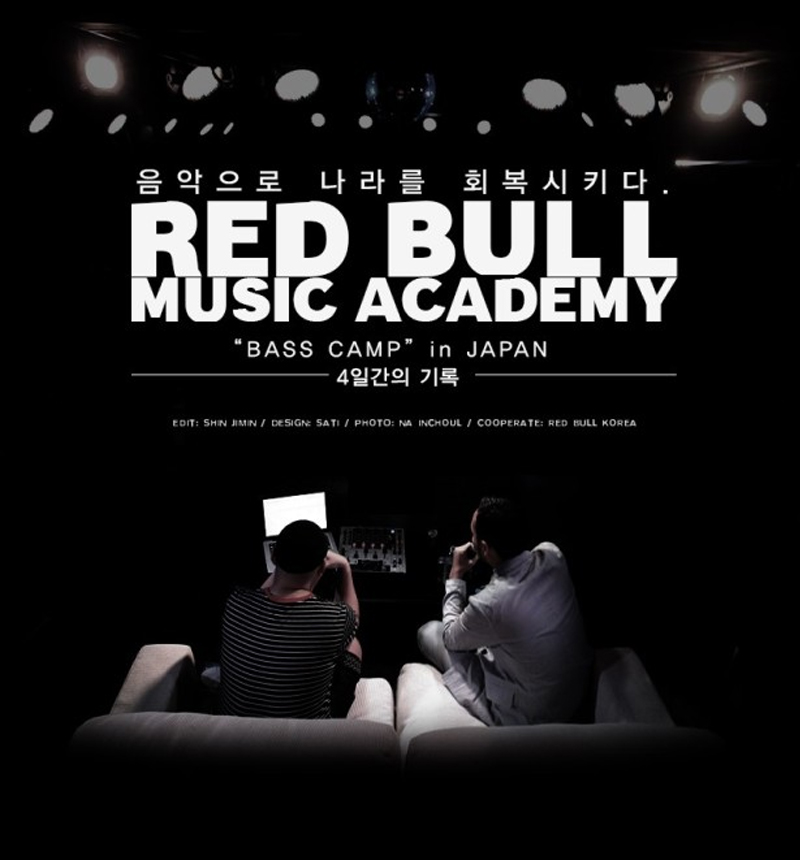 음악으로 나라를 회복시키다.
RED BULL
MUSIC ACADEMY
“BASS CAMP” in JAPAN
4일간의 기록
EDIT: SHIN JIMIN / DESIGN: SATI / PHOTO: NA INCHOUL / COOPERATE: RED BULL KOREA